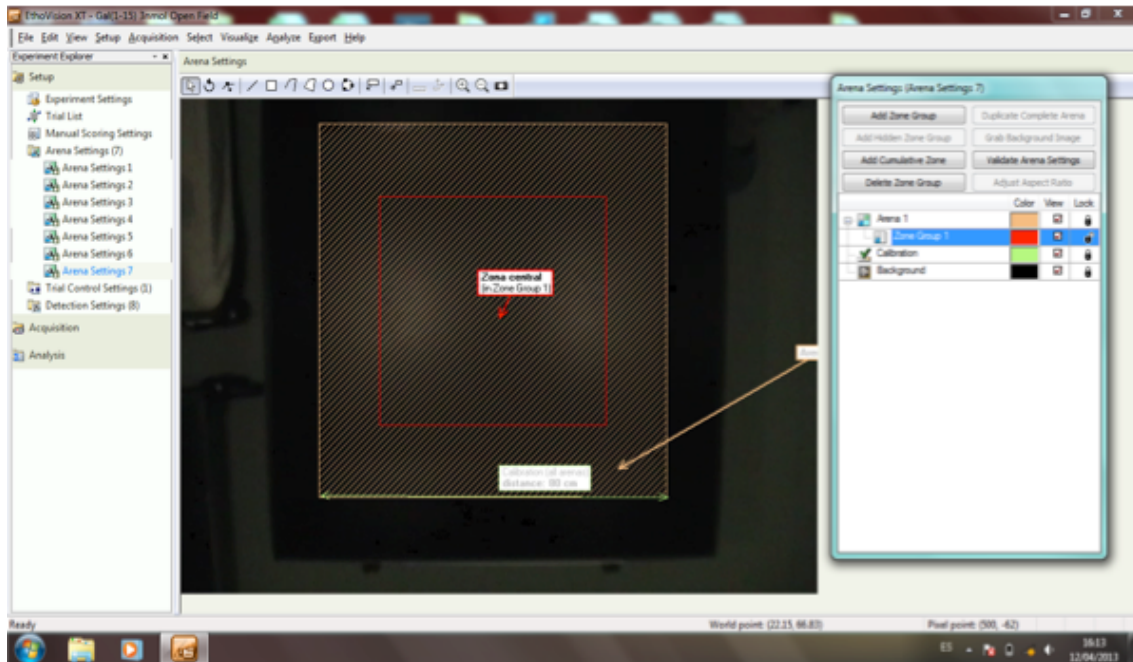 EthoVision XT - Gal(1-15) 3nmol Open Field
File Edit View Setup Acquisition Select Visualize Analyze Export Help
Experiment Explorer
Setup
Experiment Settings
Trial List
Manual Scoring Settings
Arena Settings (7)
Arena Settings 1
Arena Settings 2
Arena Settings 3
Arena Settings 4
Arena Settings 5
Arena Settings 6
Arena Settings 7
Trial Control Settings (1)
Detection Settings (8)
Acquisition
Analysis
Arena Settings
Zona central
(in Zone Group 1)
Calibration (all arenas)
distance: 80 cm
Arena Settings (Arena Settings 7)
Add Zone Group
Duplicate Complete Arena
Add Hidden Zone Group
Grab Background Image
Add Cumulative Zone
Validate Arena Settings
Delete Zone Group
Adjust Aspect Ratio
Color View Lock
Arena 1
Zone Group 1
Calibration
Background
Ready
World point: (22.15, 66.83)
Pixel point: (500, -62)
ES
16:13
12/04/2013